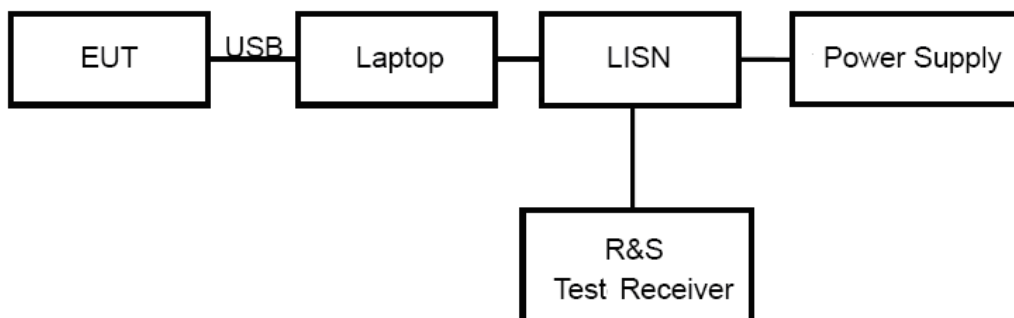 EUT
USB
Laptop
LISN
Power Supply
R&S
Test Receiver